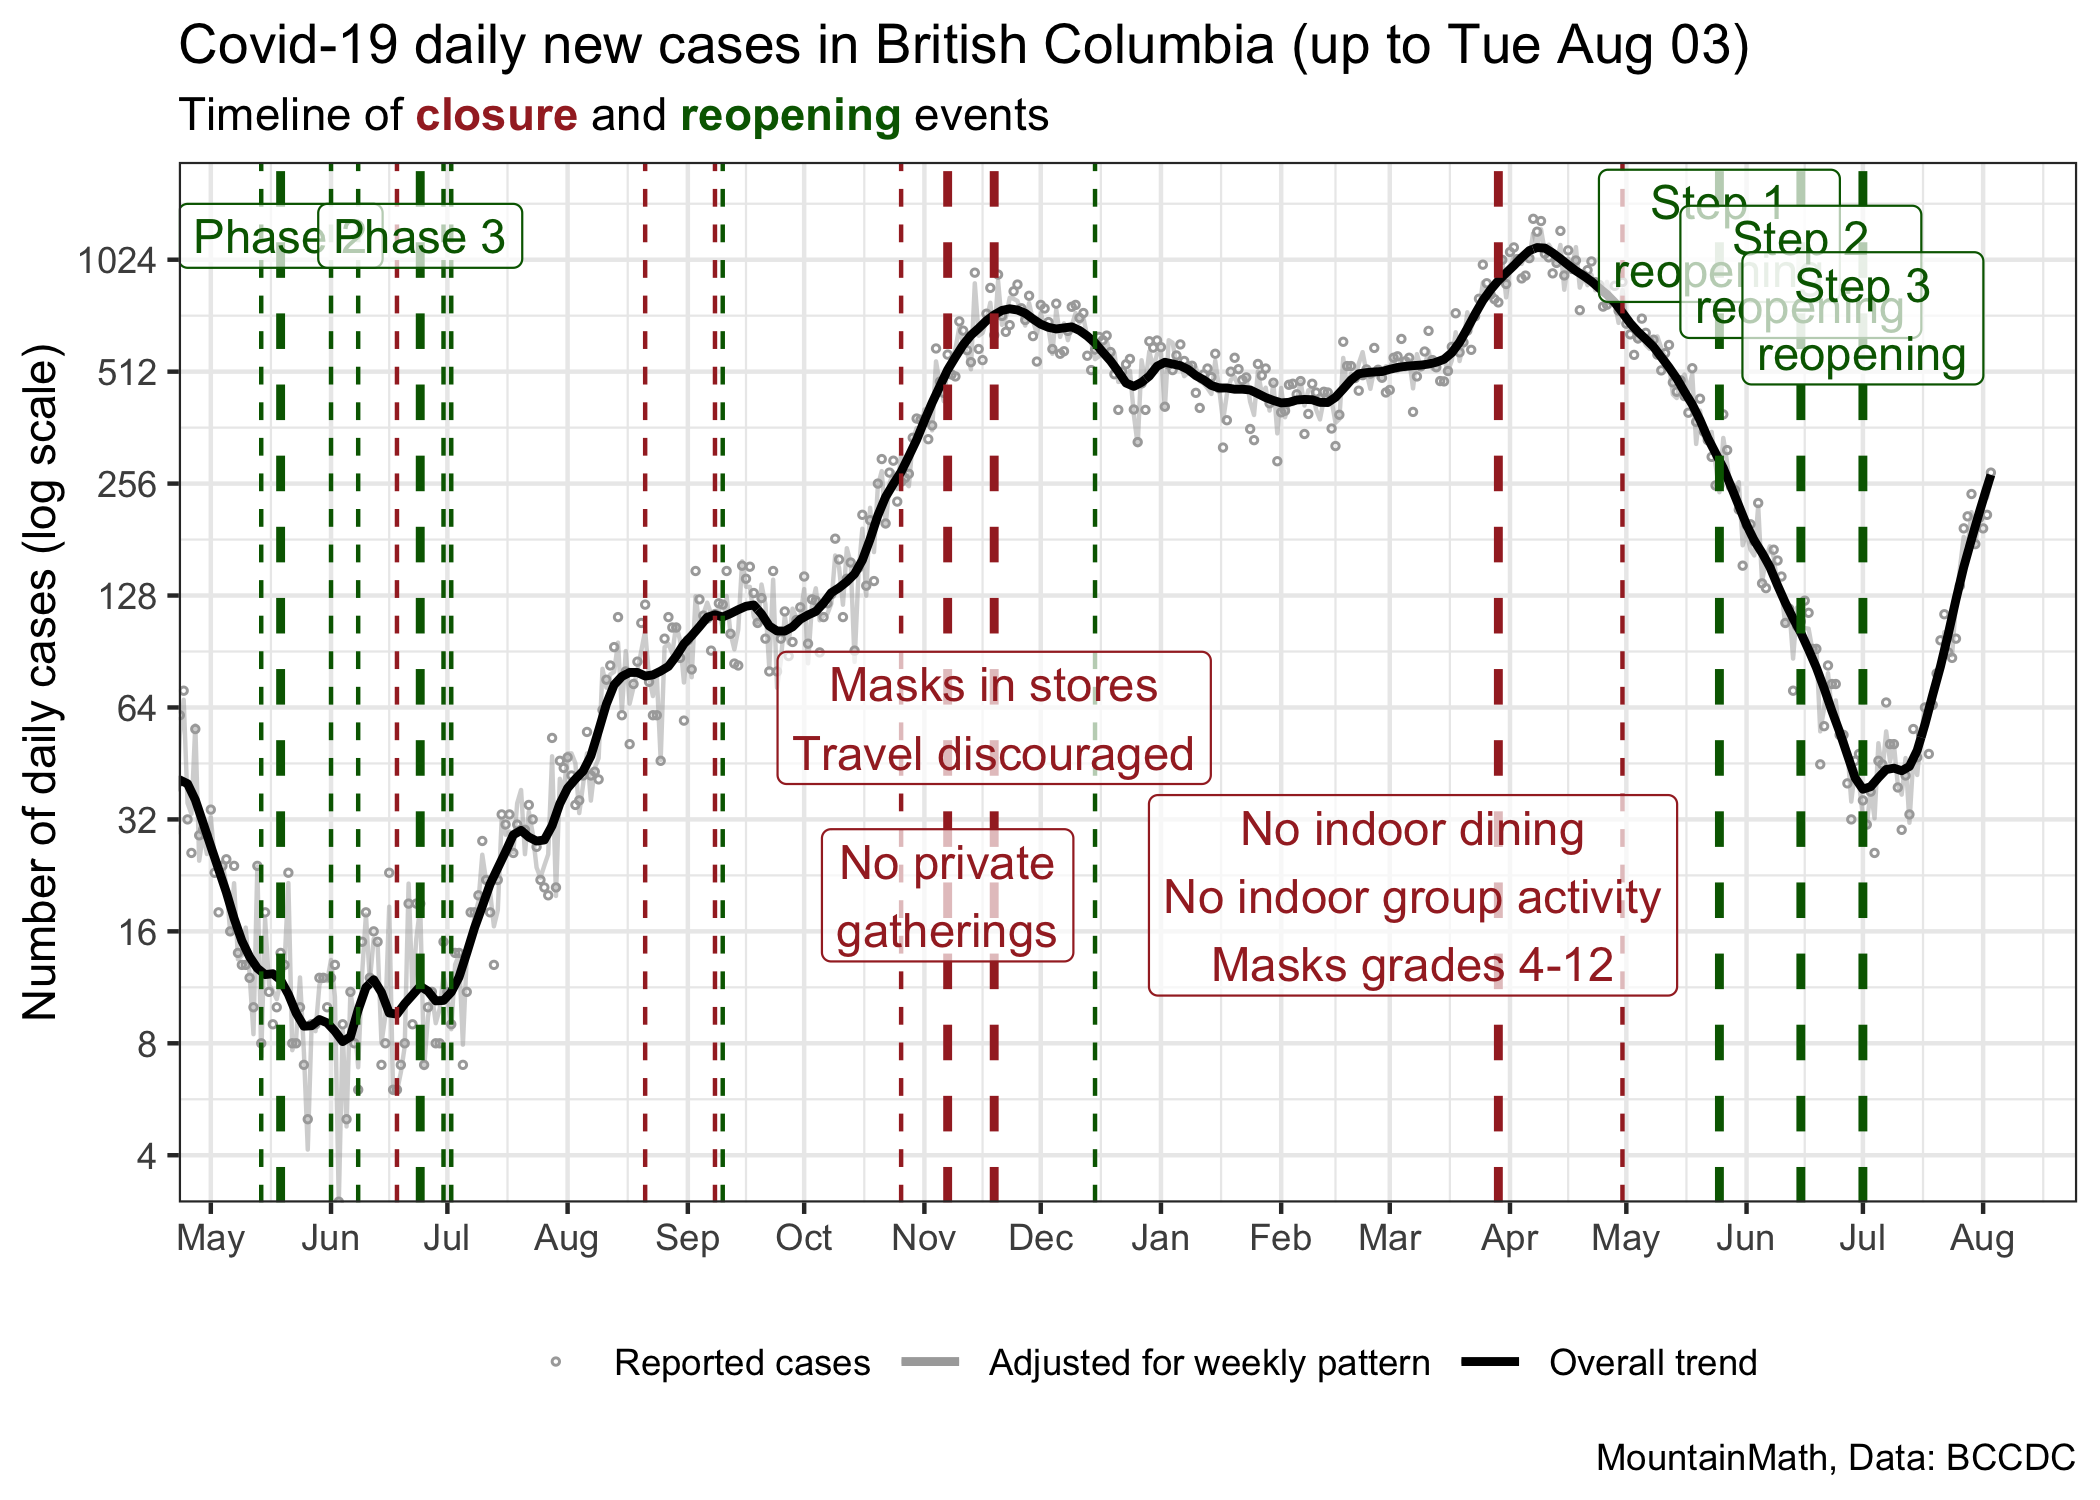 Covid-19 daily new cases in British Columbia (up to Tue Aug 03)
Timeline of closure and reopening events
Number of daily cases (log scale)
1024
512
256
128
64
32
16
8
4
Phase 2
Phase 3
Step 1
reopening
Step 2
reopening
Step 3
reopening
Masks in stores
Travel discouraged
No private
gatherings
No indoor dining
No indoor group activity
Masks grades 4-12
May Jun Jul Aug Sep Oct Nov Dec Jan Feb Mar Apr May Jun Jul Aug
Reported cases Adjusted for weekly pattern Overall trend
MountainMath, Data: BCCDC